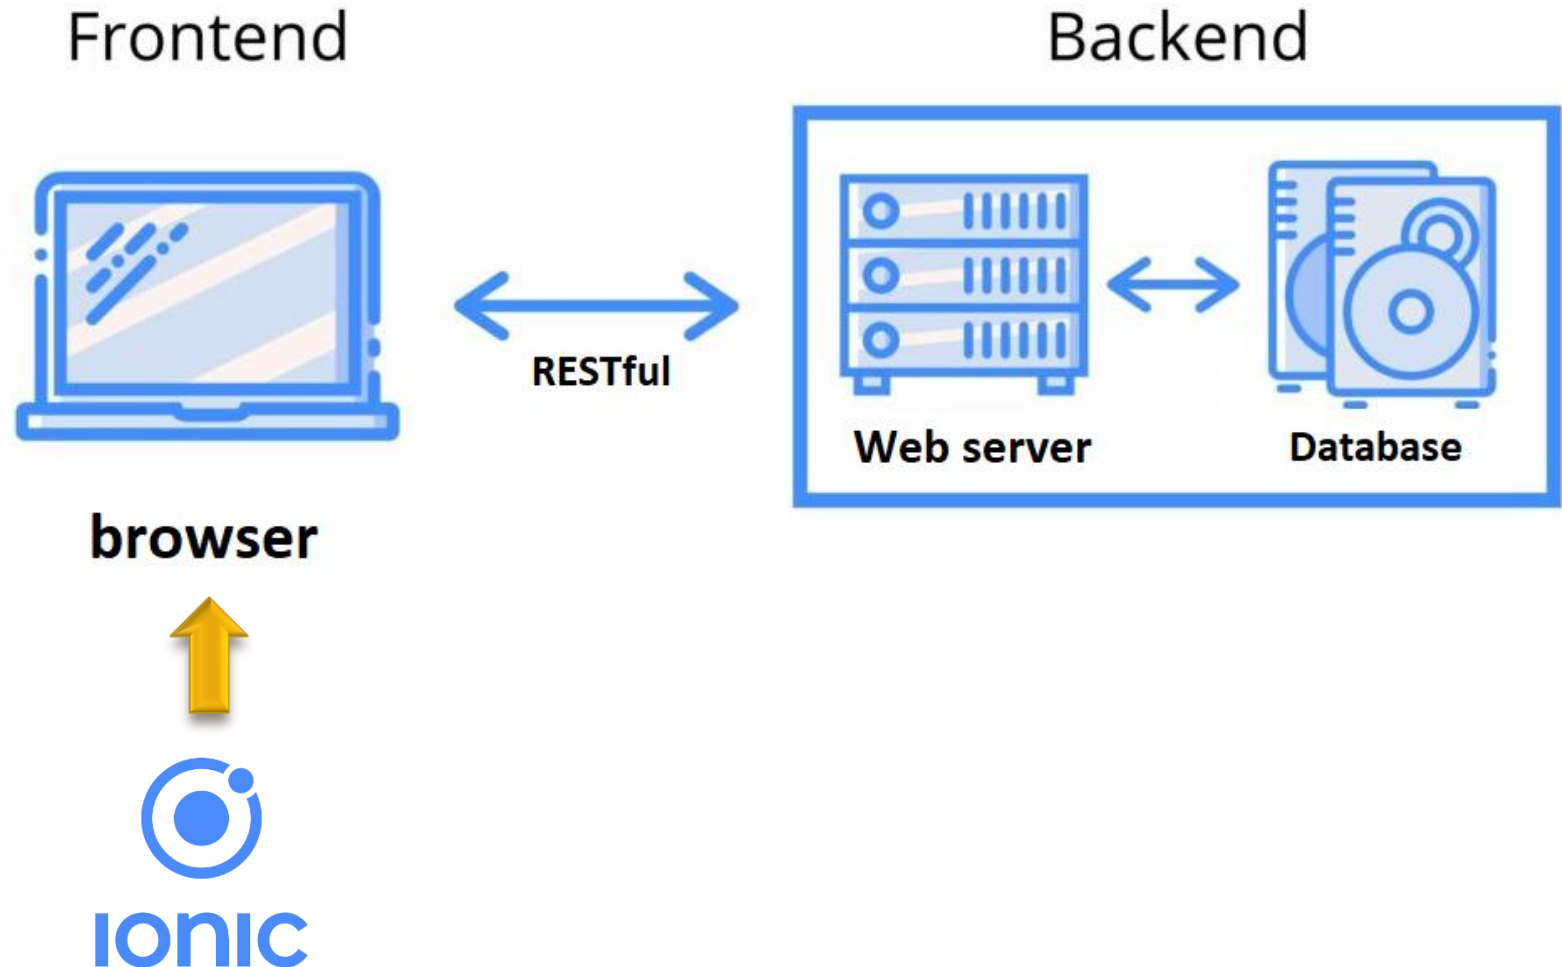 Frontend
Backend
RESTful
Web server
Database
browser
IONIC